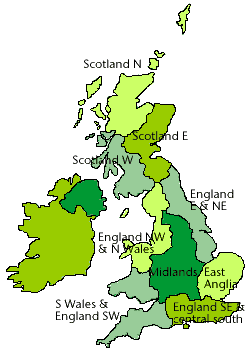 Scotland N
Scotland E
Scotland W
England
E & NE
England NW
& N Wales
Midlands
East
Anglia
S Wales &
England SW
England SE &
central south